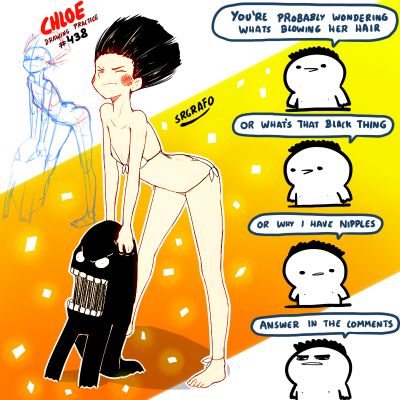 CHLOE
DRAWING PRACTICE
#438
SRGRAFO
YOU'RE PROBABLY WONDERING
WHATS BLOWING HER HAIR
OR WHAT'S THAT BLACK THING
OR WHY I HAVE NIPPLES
ANSWER IN THE COMMENTS